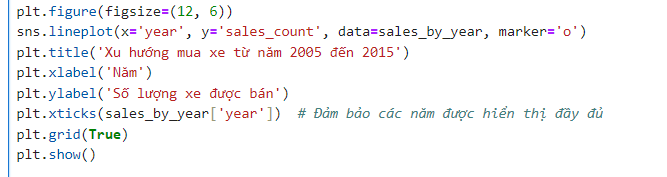 plt.figure(figsize=(12, 6))
sns.lineplot(x='year', y='sales_count', data=sales_by_year, marker='o')
plt.title('Xu hướng mua xe từ năm 2005 đến 2015')
plt.xlabel('Năm')
plt.ylabel('Số lượng xe được bán')
plt.xticks(sales_by_year['year'])  # Đảm bảo các năm được hiển thị đầy đủ
plt.grid(True)
plt.show()